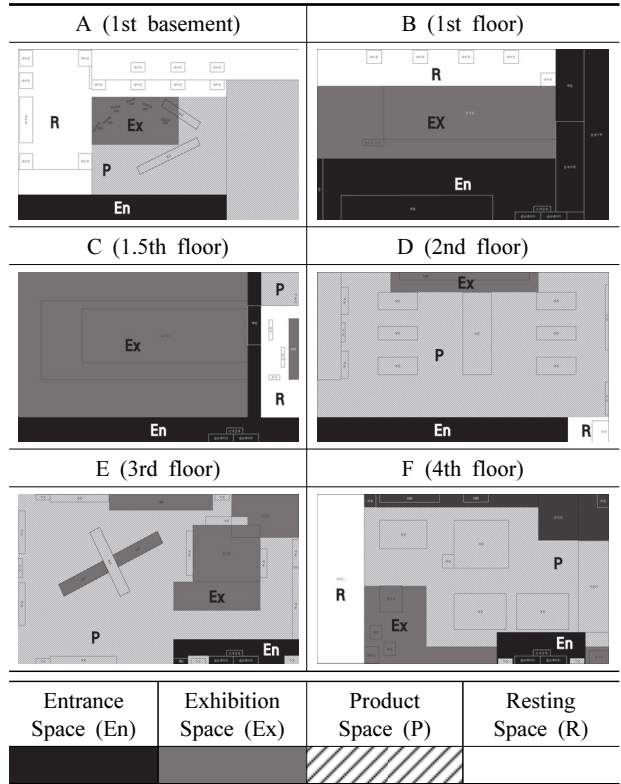 A (1st basement)
B (1st floor)
R
Ex
P
En
R
EX
En
C (1.5th floor)
D (2nd floor)
Ex
P
R
En
Ex
P
En
R
E (3rd floor)
F (4th floor)
Ex
P
En
R
P
Ex
En
Entrance
Space (En)
Exhibition
Space (Ex)
Product
Space (P)
Resting
Space (R)